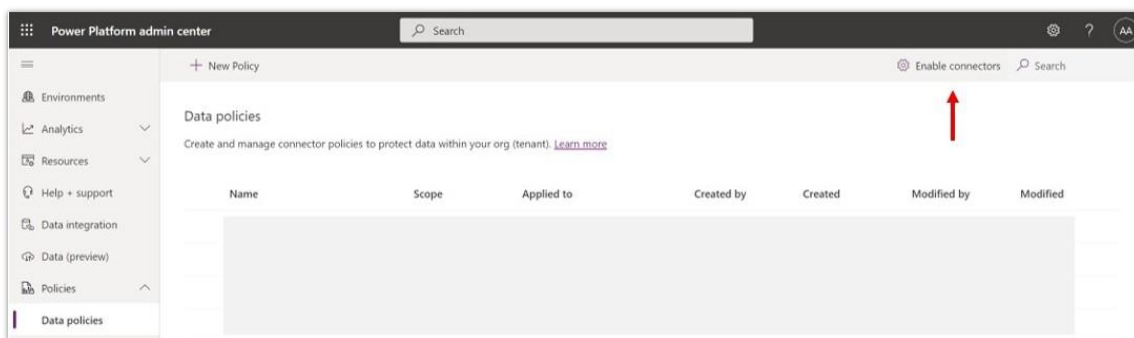 Power Platform admin center
Search
AA
New Policy
Enable connectors
Search
Environments
Analytics
Resources
Help + support
Data integration
Data (preview)
Policies
Data policies
Data policies
Create and manage connector policies to protect data within your org (tenant). Learn more
Name Scope Applied to Created by Created Modified by Modified